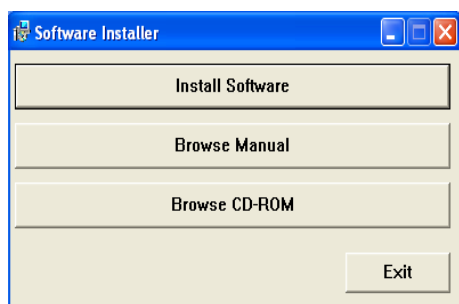 Software Installer
Install Software
Browse Manual
Browse CD-ROM
Exit